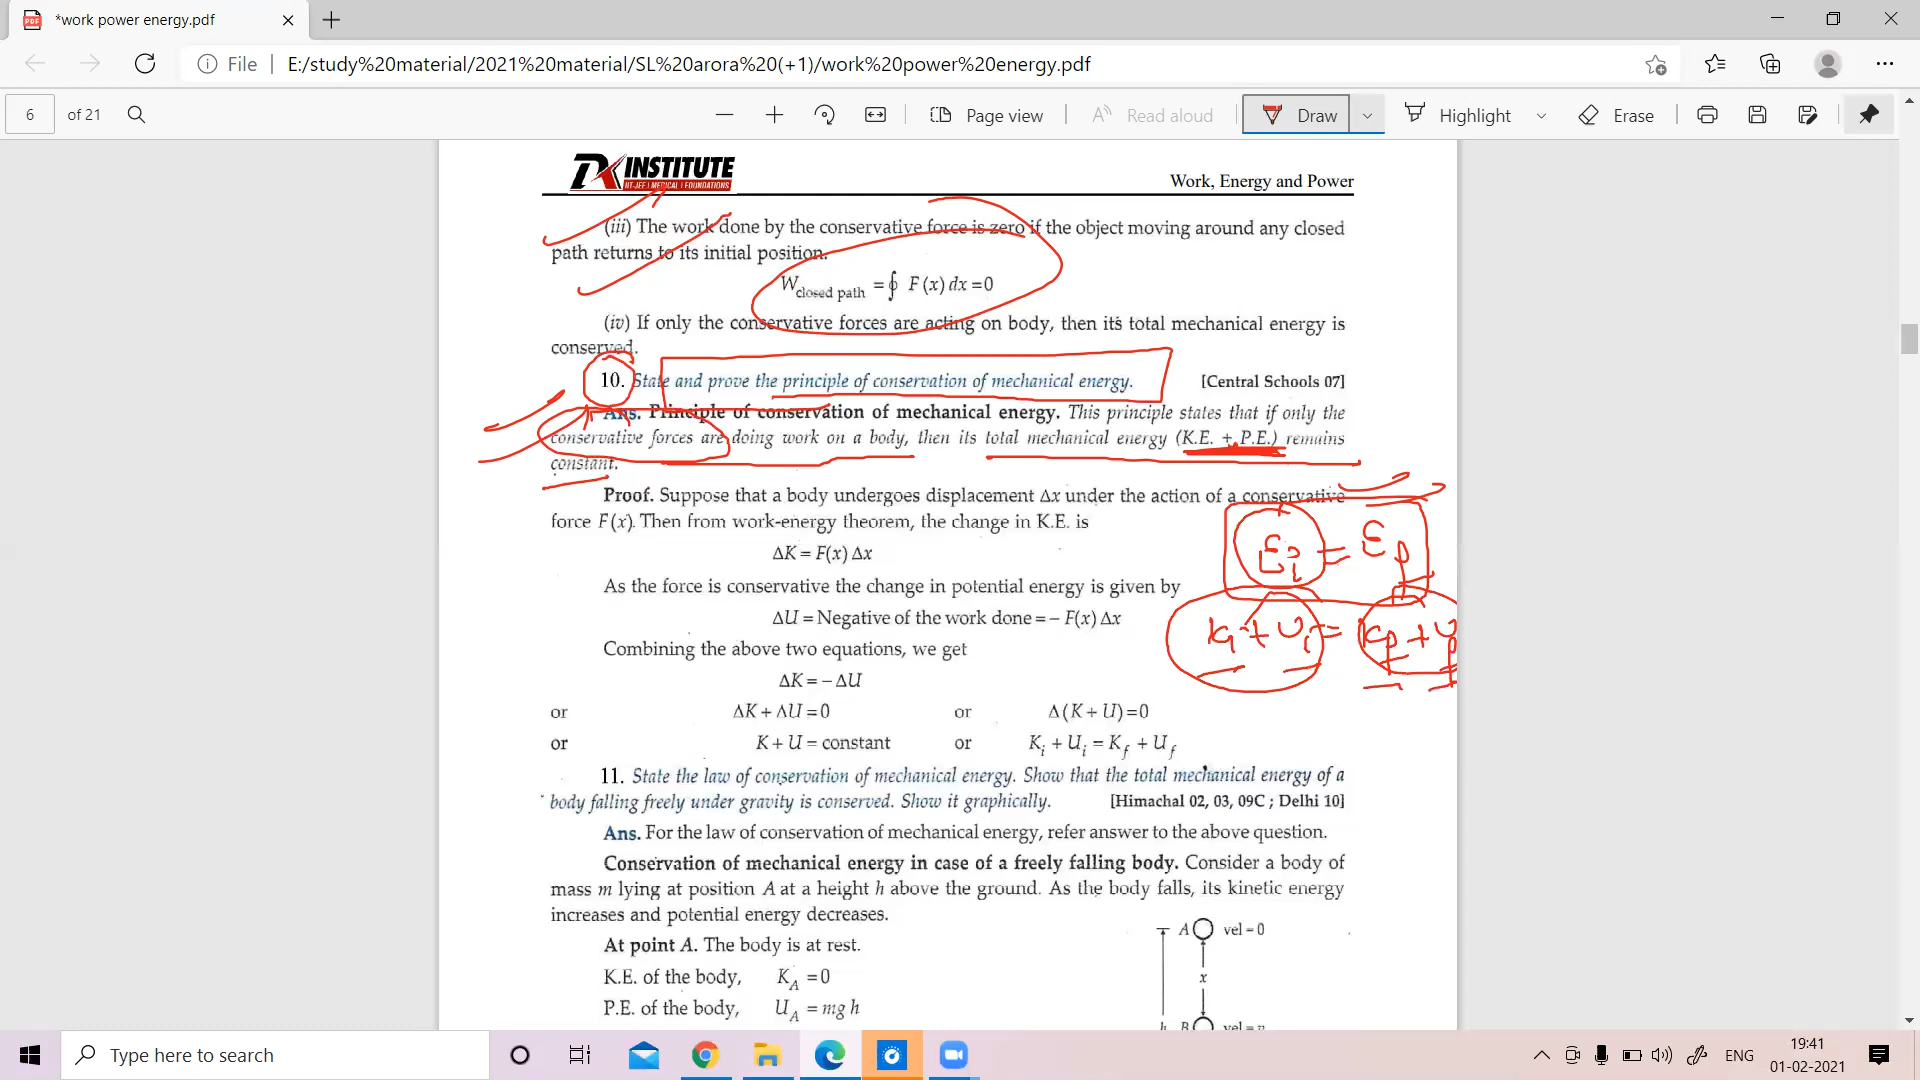 *work power energy.pdf
File
E:/study%20material/2021%20material/SL%20arora%20(+1)/work%20power%20energy.pdf
6 of 21
Page view
Read aloud
Draw
Highlight
Erase
INSTITUTE
IIT-JEE | MEDICAL | FOUNDATIONS
Work, Energy and Power
(iii) The work done by the conservative force is zero if the object moving around any closed
path returns to its initial position.
W closed path = ∮ F(x) dx = 0
(iv) If only the conservative forces are acting on body, then its total mechanical energy is
conserved.
10. State and prove the principle of conservation of mechanical energy. [Central Schools 07]
Ans. Principle of conservation of mechanical energy. This principle states that if only the
conservative forces are doing work on a body, then its total mechanical energy (K.E. + P.E.) remains
constant.
Proof. Suppose that a body undergoes displacement Δx under the action of a conservative
force F(x). Then from work-energy theorem, the change in K.E. is
ΔK = F(x) Δx
As the force is conservative the change in potential energy is given by
ΔU = Negative of the work done = – F(x) Δx
Combining the above two equations, we get
ΔK = – ΔU
or ΔK + ΔU = 0 or Δ(K + U) = 0
or K + U = constant or Ki + Ui = Kf + Uf
11. State the law of conservation of mechanical energy. Show that the total mechanical energy of a
body falling freely under gravity is conserved. Show it graphically. [Himachal 02, 03, 09C ; Delhi 10]
Ans. For the law of conservation of mechanical energy, refer answer to the above question.
Conservation of mechanical energy in case of a freely falling body. Consider a body of
mass m lying at position A at a height h above the ground. As the body falls, its kinetic energy
increases and potential energy decreases.
At point A. The body is at rest.
K.E. of the body, KA = 0
P.E. of the body, UA = mg h
A vel = 0
x
h B
Type here to search
ENG
19:41
01-02-2021